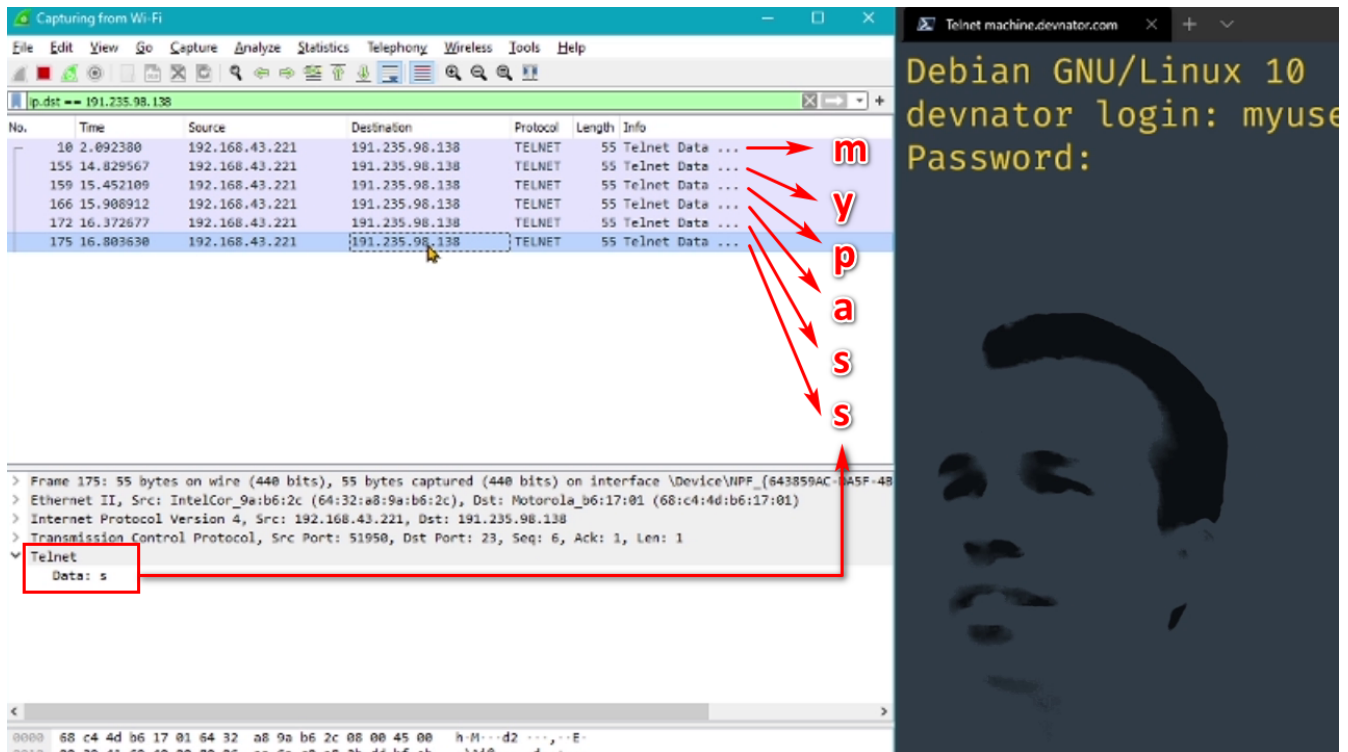 Capturing from Wi-Fi
File Edit View Go Capture Analyze Statistics Telephony Wireless Tools Help
ip.dst == 191.235.98.138
No. Time Source Destination Protocol Length Info
10 2.092380 192.168.43.221 191.235.98.138 TELNET 55 Telnet Data ...
m
155 14.829567 192.168.43.221 191.235.98.138 TELNET 55 Telnet Data ...
y
159 15.452109 192.168.43.221 191.235.98.138 TELNET 55 Telnet Data ...
p
166 15.908912 192.168.43.221 191.235.98.138 TELNET 55 Telnet Data ...
a
172 16.372677 192.168.43.221 191.235.98.138 TELNET 55 Telnet Data ...
s
175 16.803630 192.168.43.221 191.235.98.138 TELNET 55 Telnet Data ...
s
Frame 175: 55 bytes on wire (440 bits), 55 bytes captured (440 bits) on interface \Device\NPF_{643859AC-DA5F-4B
Ethernet II, Src: IntelCor_9a:b6:2c (64:32:a8:9a:b6:2c), Dst: Motorola_b6:17:01 (68:c4:4d:b6:17:01)
Internet Protocol Version 4, Src: 192.168.43.221, Dst: 191.235.98.138
Transmission Control Protocol, Src Port: 51950, Dst Port: 23, Seq: 6, Ack: 1, Len: 1
Telnet
Data: s
0000 68 c4 4d b6 17 01 64 32 a8 9a b6 2c 08 00 45 00 h·M···d2 ···,··E·
Telnet machine.devnator.com
Debian GNU/Linux 10
devnator login: myuse
Password: